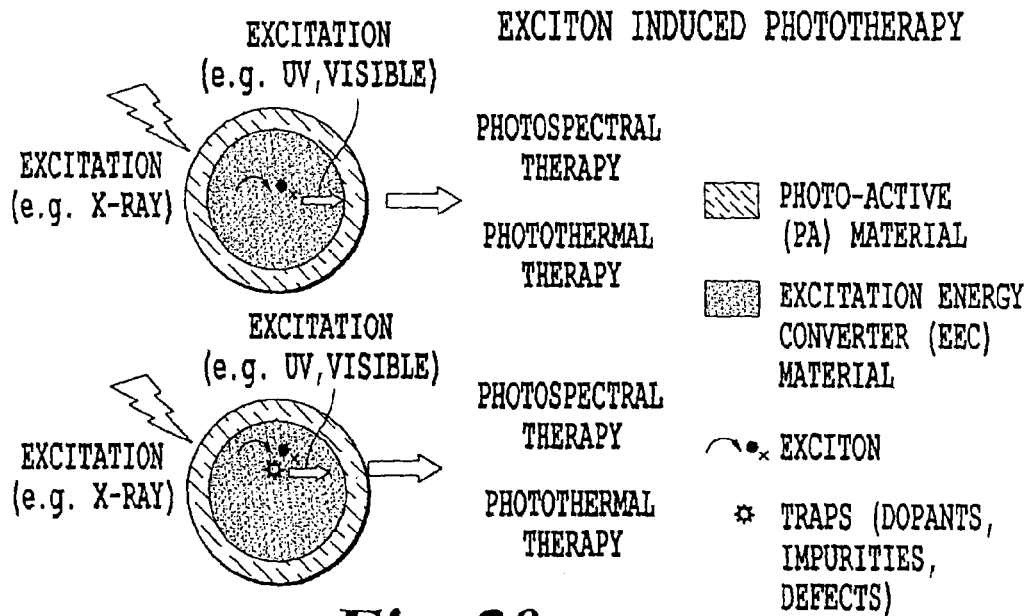 EXCITON INDUCED PHOTOTHERAPY
EXCITATION
(e.g. UV,VISIBLE)
EXCITATION
(e.g. X-RAY)
PHOTOSPECTRAL
THERAPY
PHOTOTHERMAL
THERAPY
EXCITATION
(e.g. UV,VISIBLE)
EXCITATION
(e.g. X-RAY)
PHOTOSPECTRAL
THERAPY
PHOTOTHERMAL
THERAPY
PHOTO-ACTIVE
(PA) MATERIAL
EXCITATION ENERGY
CONVERTER (EEC)
MATERIAL
EXCITON
TRAPS (DOPANTS,
IMPURITIES,
DEFECTS)